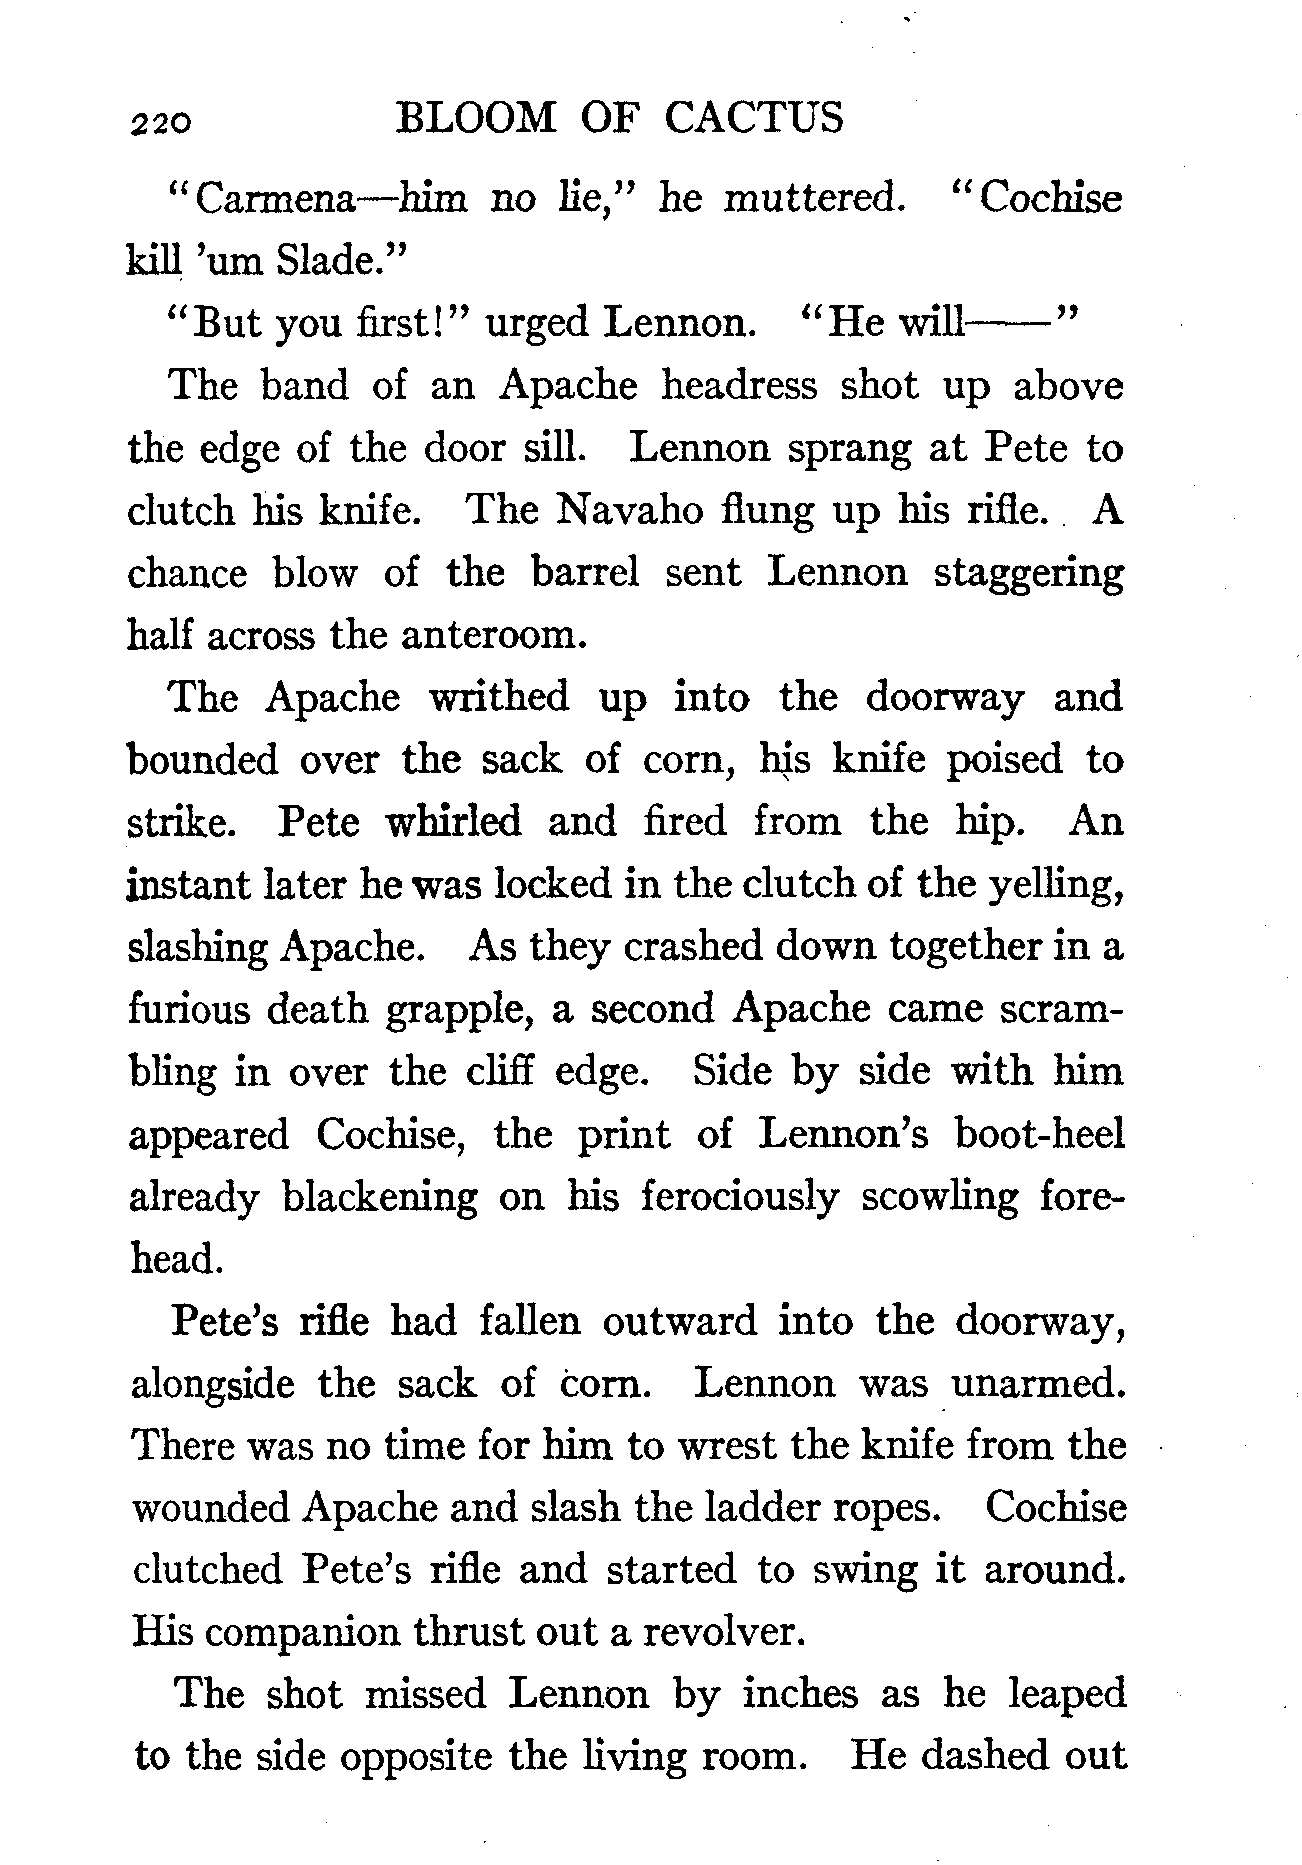 220 BLOOM OF CACTUS
“Carmena—him no lie,” he muttered. “Cochise
kill ’um Slade.”
“But you first!” urged Lennon. “He will——”
The band of an Apache headress shot up above
the edge of the door sill. Lennon sprang at Pete to
clutch his knife. The Navaho flung up his rifle. A
chance blow of the barrel sent Lennon staggering
half across the anteroom.
The Apache writhed up into the doorway and
bounded over the sack of corn, his knife poised to
strike. Pete whirled and fired from the hip. An
instant later he was locked in the clutch of the yelling,
slashing Apache. As they crashed down together in a
furious death grapple, a second Apache came scram-
bling in over the cliff edge. Side by side with him
appeared Cochise, the print of Lennon’s boot-heel
already blackening on his ferociously scowling fore-
head.
Pete’s rifle had fallen outward into the doorway,
alongside the sack of corn. Lennon was unarmed.
There was no time for him to wrest the knife from the
wounded Apache and slash the ladder ropes. Cochise
clutched Pete’s rifle and started to swing it around.
His companion thrust out a revolver.
The shot missed Lennon by inches as he leaped
to the side opposite the living room. He dashed out